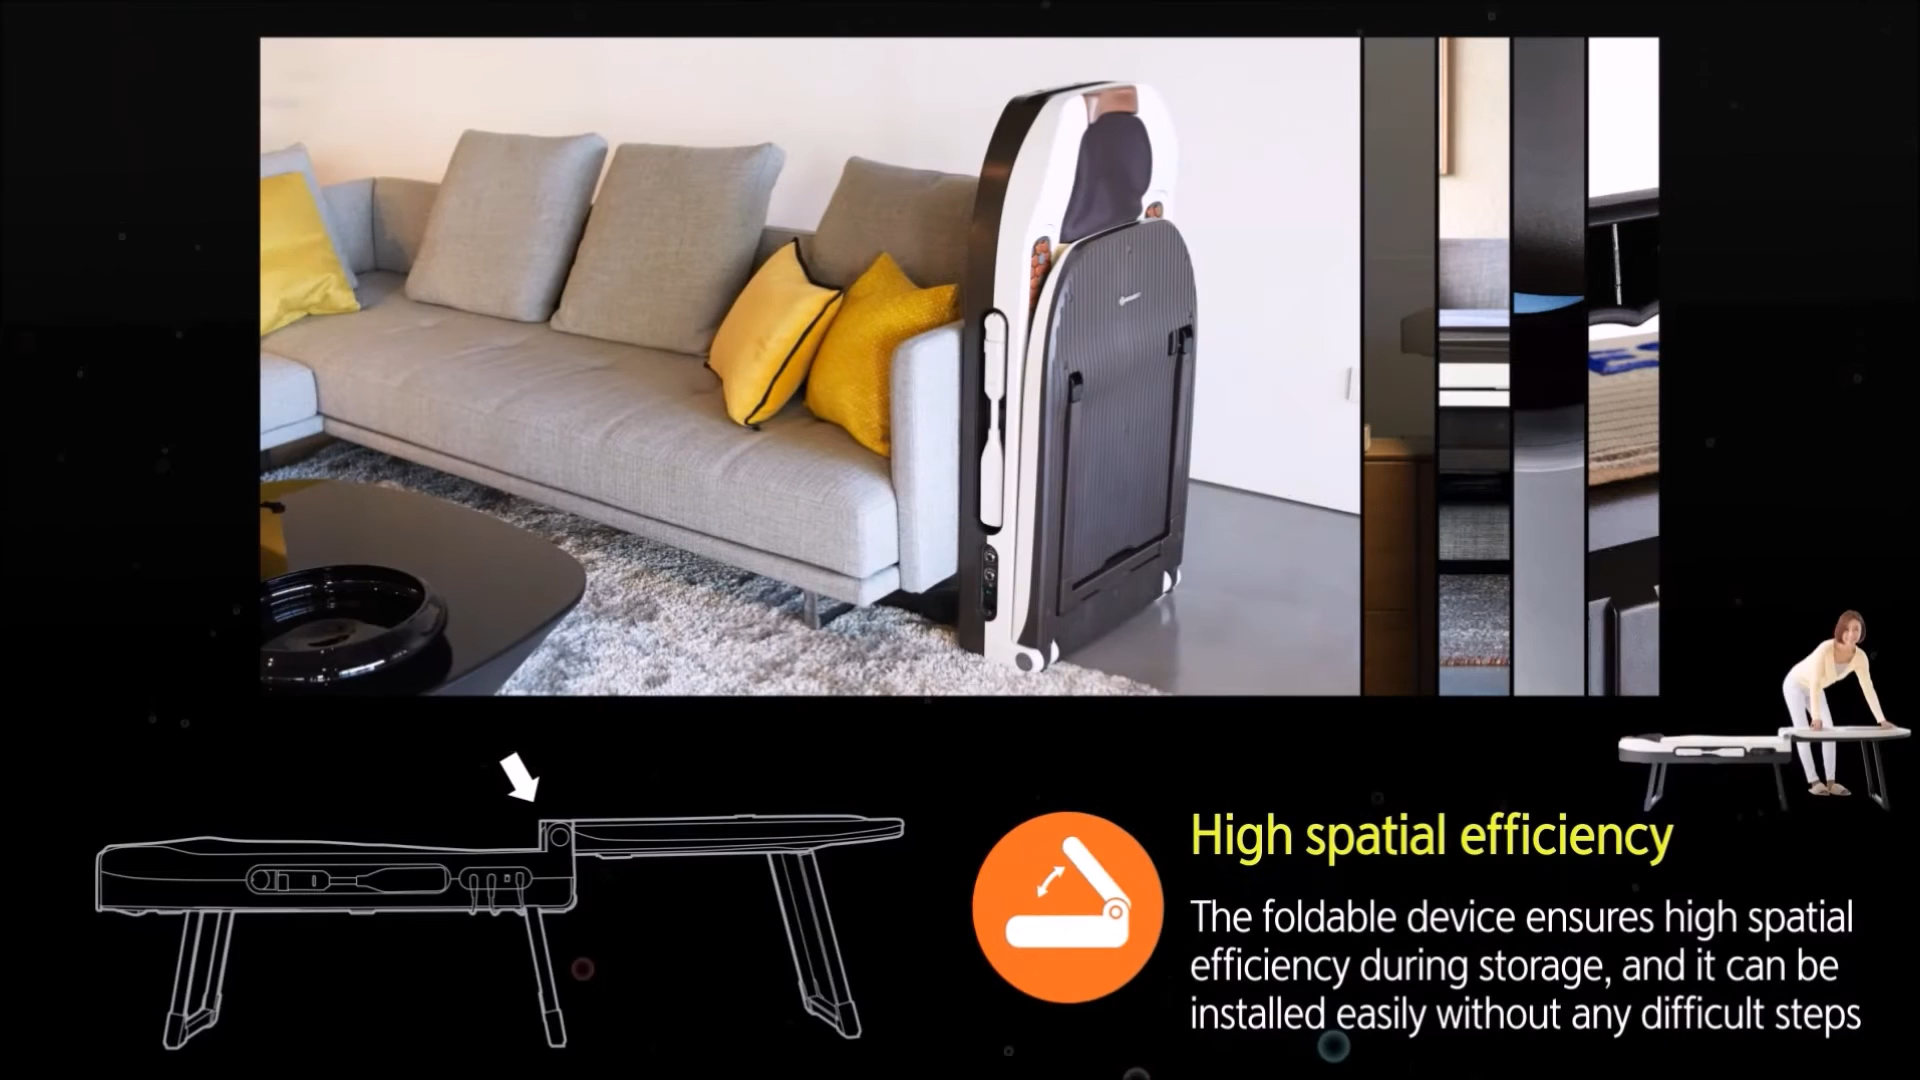 High spatial efficiency
The foldable device ensures high spatial
efficiency during storage, and it can be
installed easily without any difficult steps